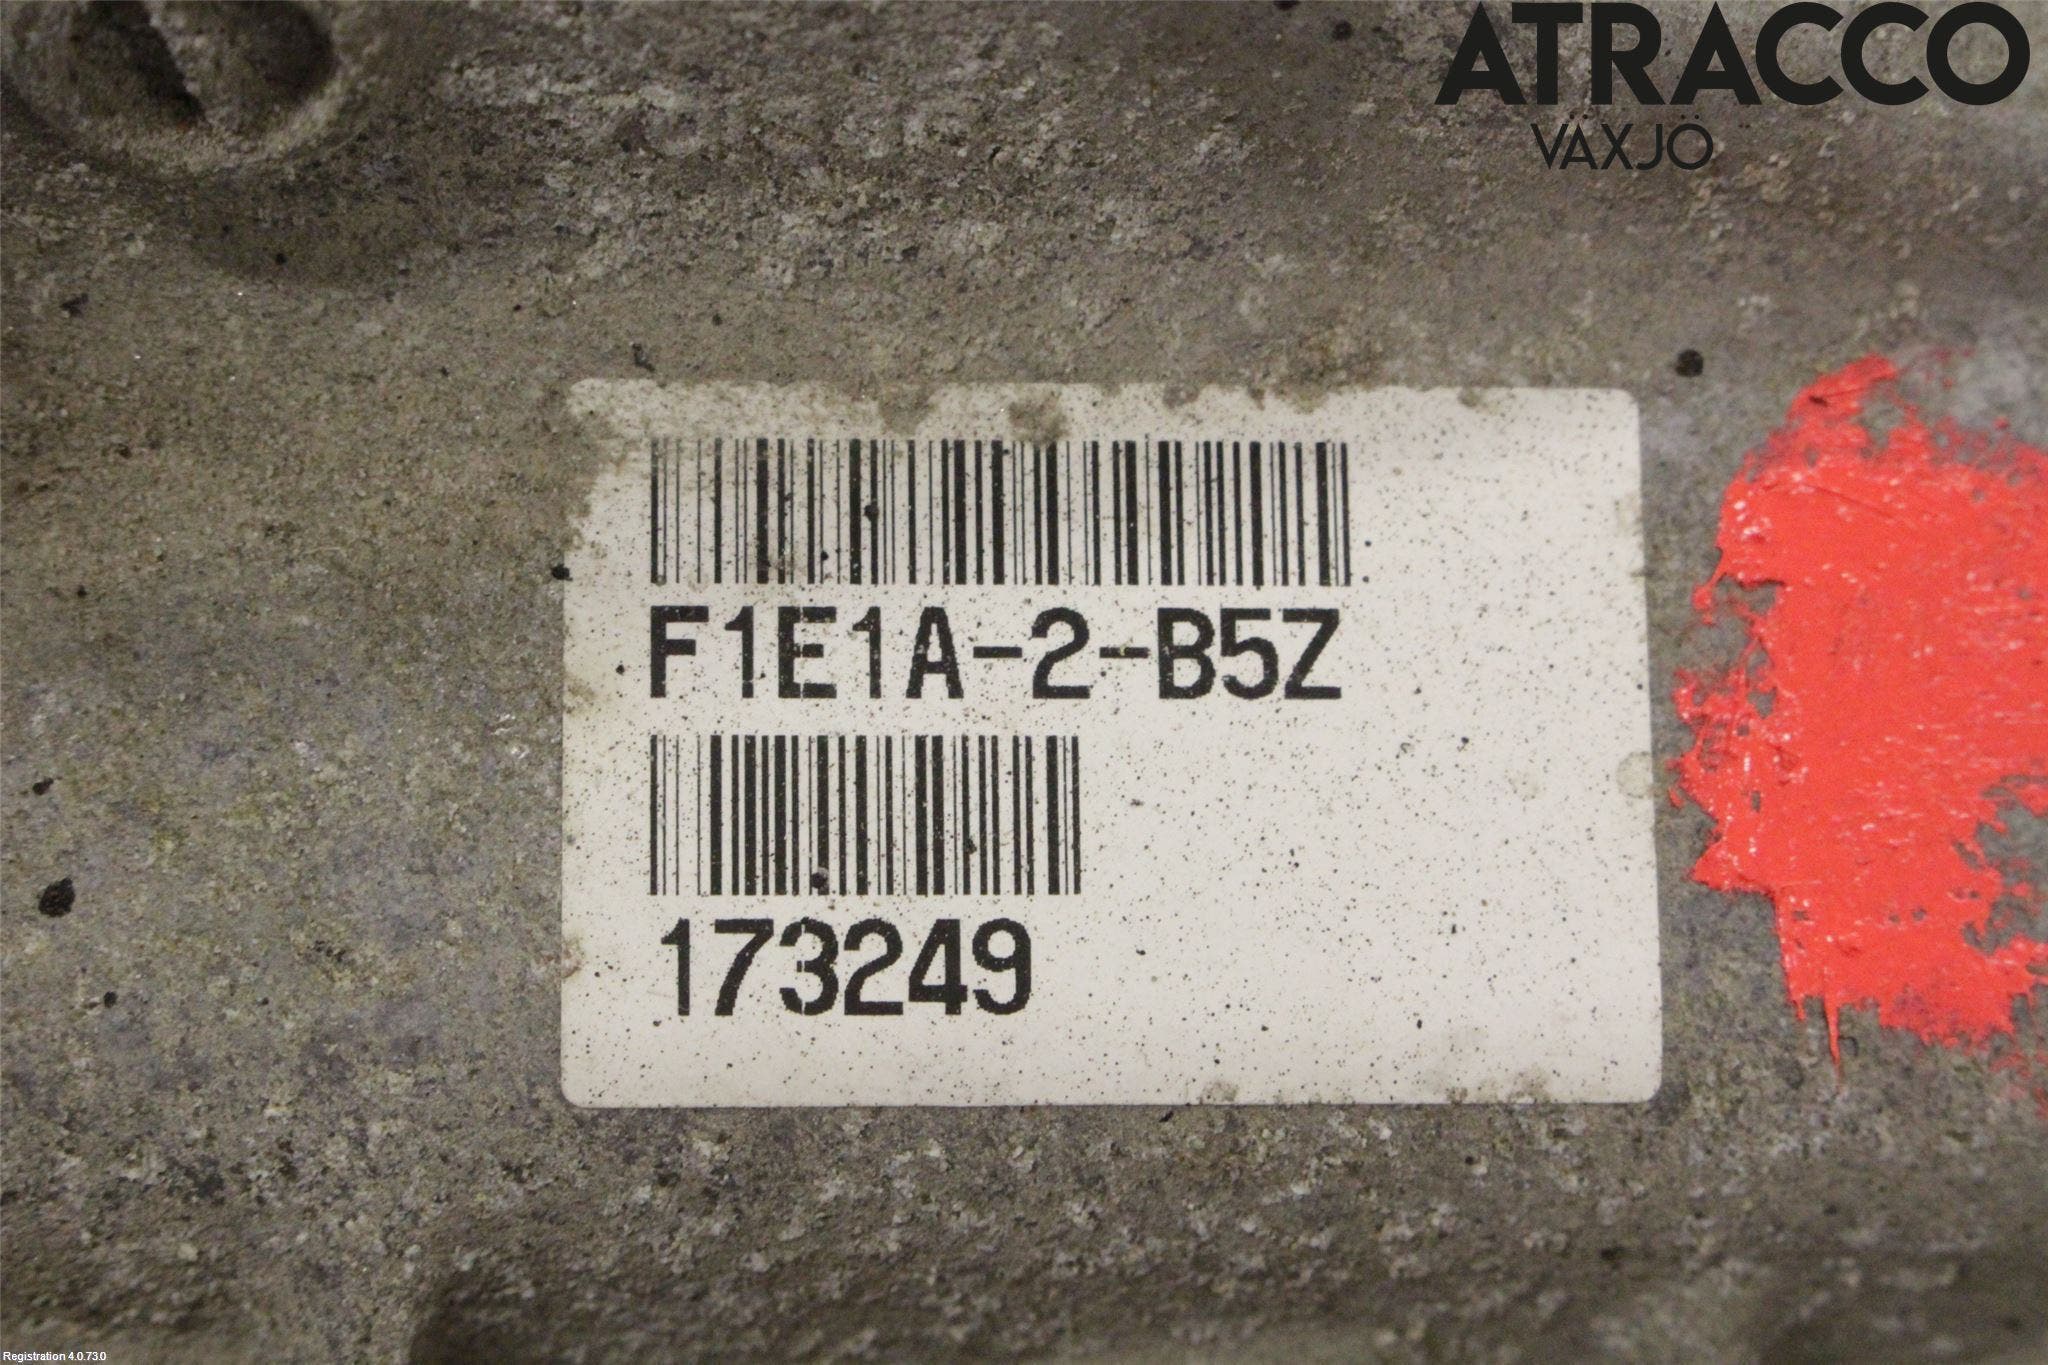 ATRACCO
VÄXJÖ
F1E1A-2-B5Z
173249
Registration 4.0.73.0